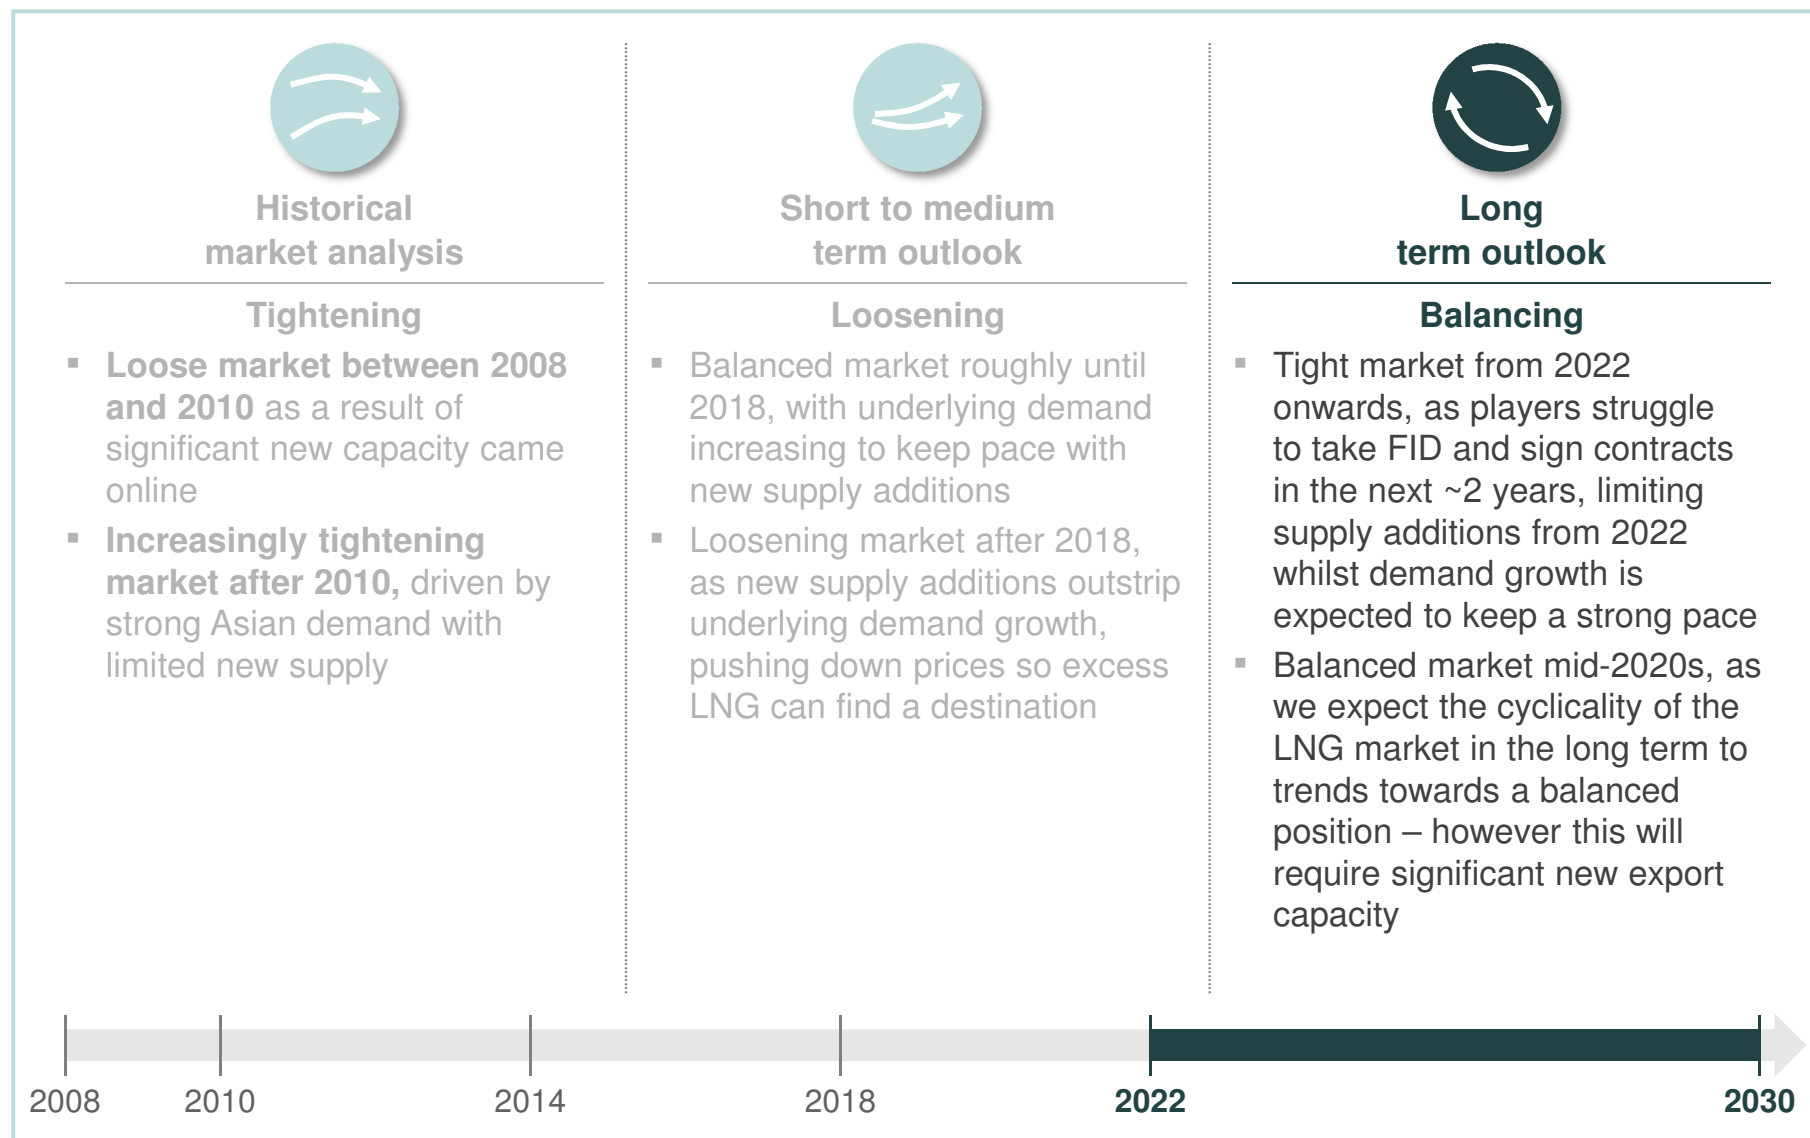 Historical
market analysis
Tightening
▪ Loose market between 2008
and 2010 as a result of
significant new capacity came
online
▪ Increasingly tightening
market after 2010, driven by
strong Asian demand with
limited new supply
Short to medium
term outlook
Loosening
▪ Balanced market roughly until
2018, with underlying demand
increasing to keep pace with
new supply additions
▪ Loosening market after 2018,
as new supply additions outstrip
underlying demand growth,
pushing down prices so excess
LNG can find a destination
Long
term outlook
Balancing
▪ Tight market from 2022
onwards, as players struggle
to take FID and sign contracts
in the next ~2 years, limiting
supply additions from 2022
whilst demand growth is
expected to keep a strong pace
▪ Balanced market mid-2020s, as
we expect the cyclicality of the
LNG market in the long term to
trends towards a balanced
position – however this will
require significant new export
capacity
2008 2010 2014 2018 2022 2030